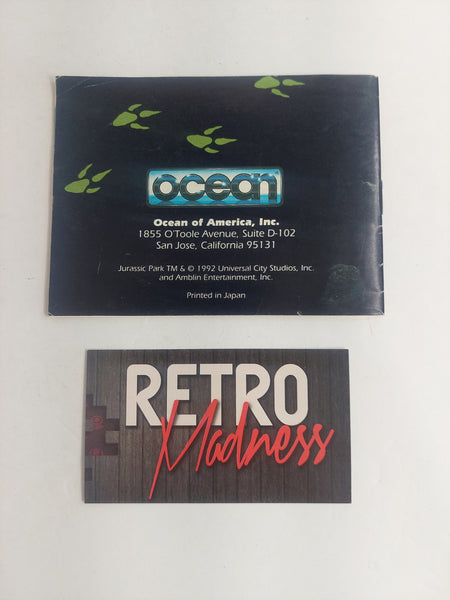 ocean™
Ocean of America, Inc.
1855 O'Toole Avenue, Suite D-102
San Jose, California 95131
Jurassic Park TM & © 1992 Universal City Studios, Inc.
and Amblin Entertainment, Inc.
Printed in Japan
RETRO
Madness